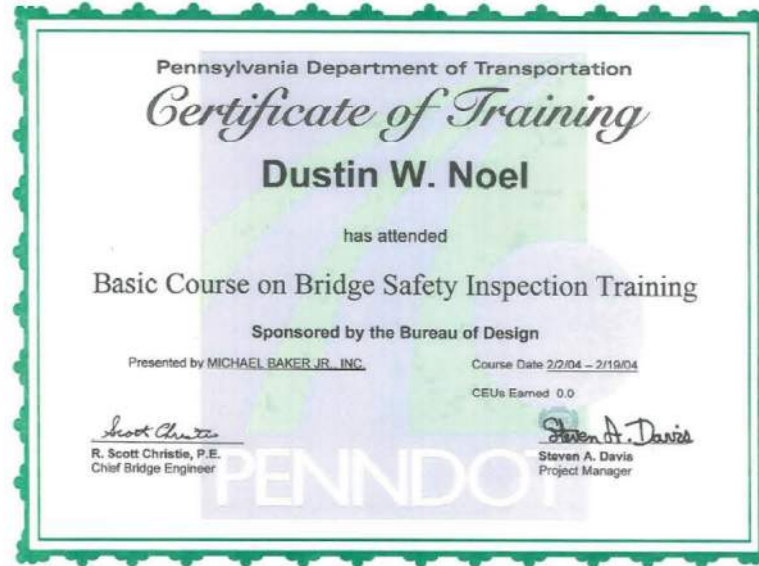 Pennsylvania Department of Transportation
Certificate of Training
Dustin W. Noel
has attended
Basic Course on Bridge Safety Inspection Training
Sponsored by the Bureau of Design
Presented by MICHAEL BAKER JR., INC.
Course Date 2/2/04 – 2/19/04
CEUs Earned 0.0
Scott Christie
Steven A. Davis
R. Scott Christie, P.E.
Chief Bridge Engineer
Steven A. Davis
Project Manager
PENNDOT